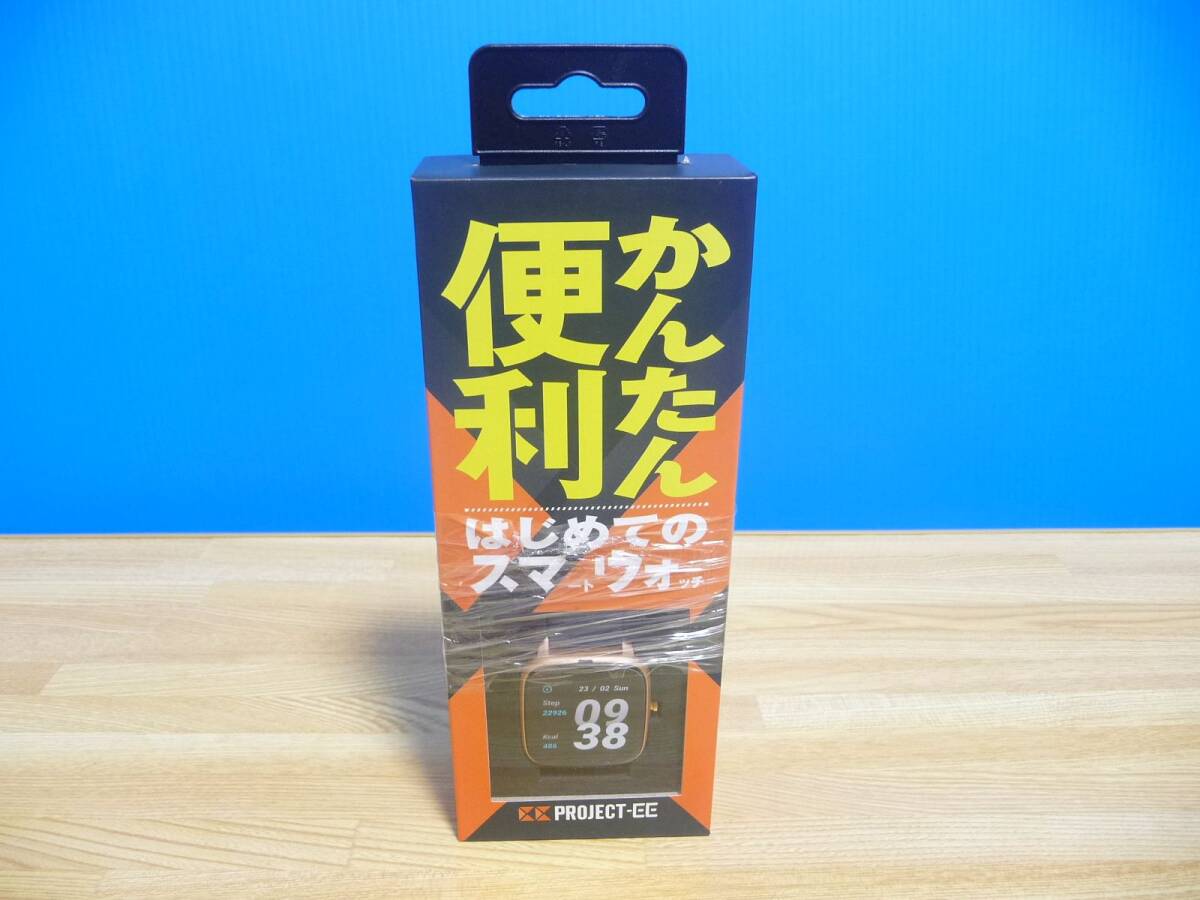 かんたん
便利
はじめての
スマートウォッチ
23 / 02 Sun
Step
22926
09
38
Kcal
486
PROJECT-EE